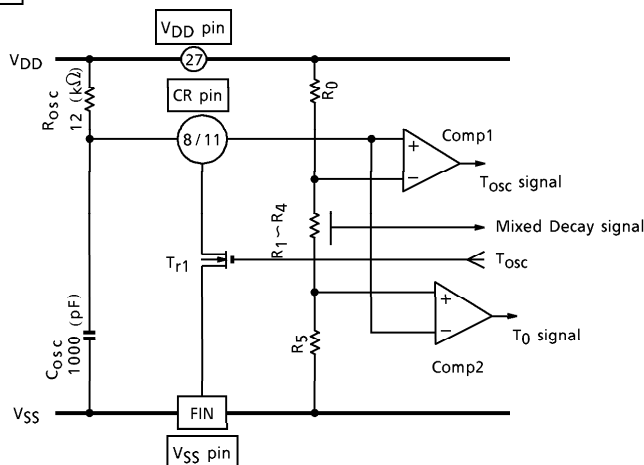 VDD pin
VDD
27
CR pin
Rosc
12 (kΩ)
R0
8/11
+
Comp1
−
Tosc signal
R1~R4
Mixed Decay signal
Tr1
Tosc
+
T0 signal
−
Cosc
1000 (pF)
R5
Comp2
VSS
FIN
VSS pin